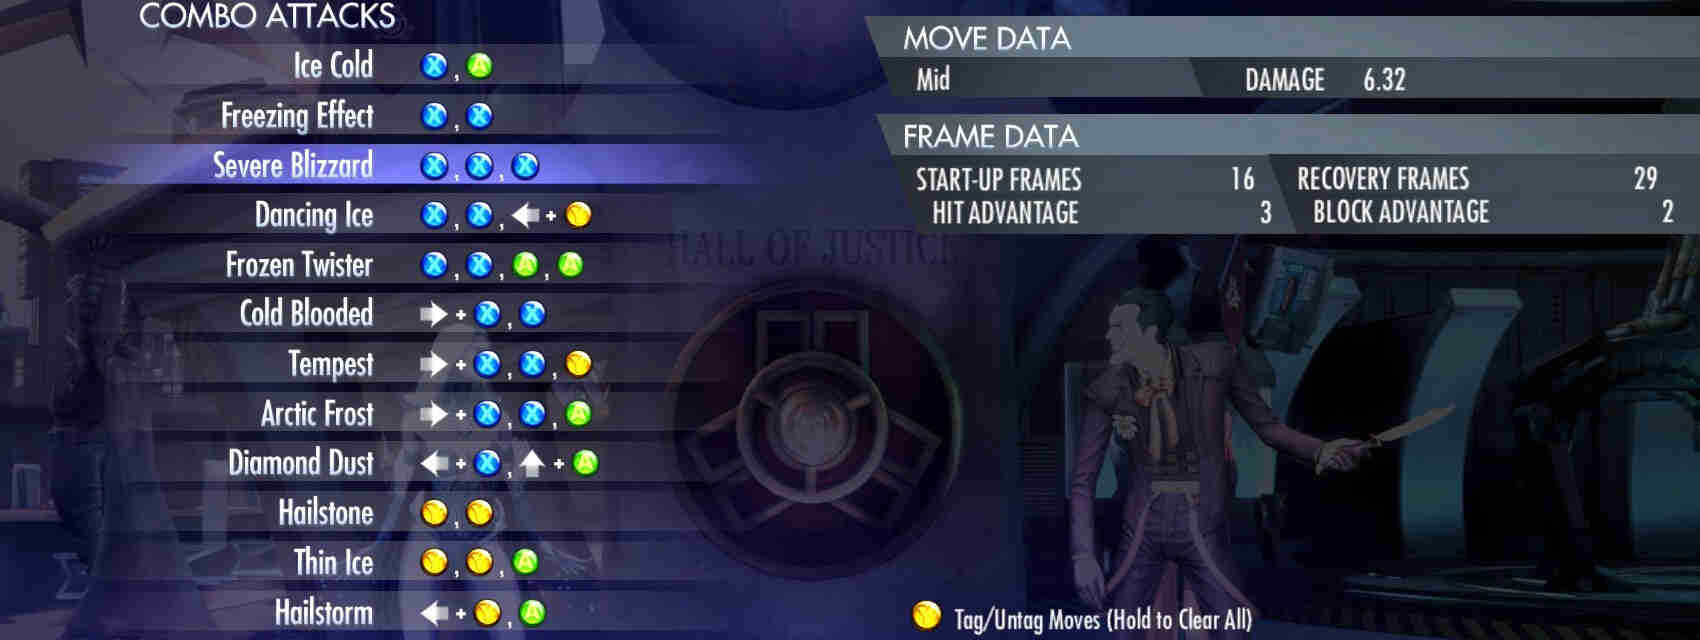 COMBO ATTACKS
Ice Cold X, A
Freezing Effect X, X
Severe Blizzard X, X, X
Dancing Ice X, X, ← + Y
Frozen Twister X, X, A, A
Cold Blooded → + X, X
Tempest → + X, X, Y
Arctic Frost → + X, X, A
Diamond Dust ← + X, ↑ + A
Hailstone Y, Y
Thin Ice Y, Y, A
Hailstorm ← + Y, A
MOVE DATA
Mid DAMAGE 6.32
FRAME DATA
START-UP FRAMES 16 RECOVERY FRAMES 29
HIT ADVANTAGE 3 BLOCK ADVANTAGE 2
HALL OF JUSTICE
Y Tag/Untag Moves (Hold to Clear All)